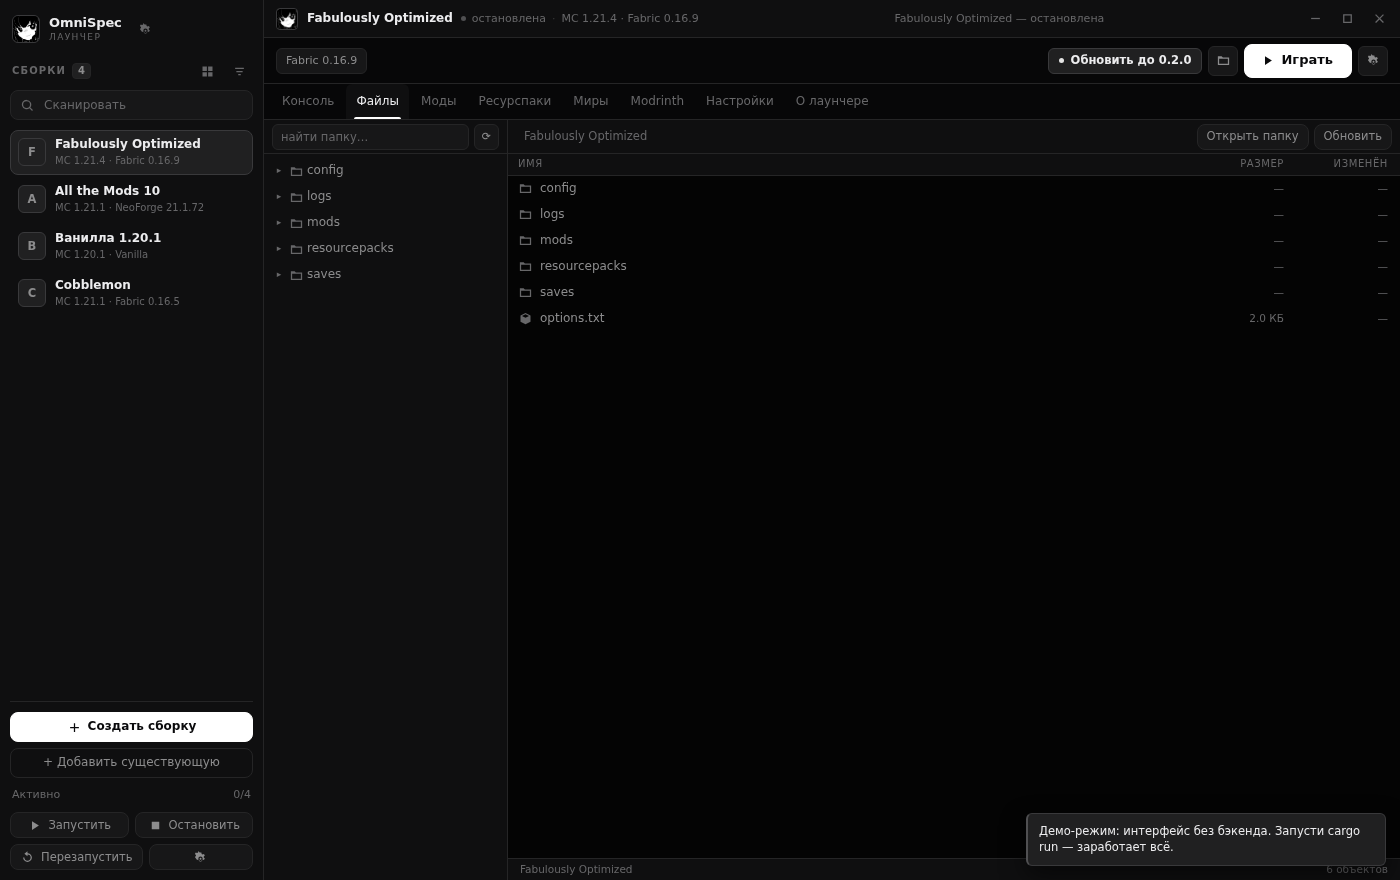 OmniSpec
ЛАУНЧЕР
СБОРКИ 4
Сканировать
F
Fabulously Optimized
MC 1.21.4 · Fabric 0.16.9
A
All the Mods 10
MC 1.21.1 · NeoForge 21.1.72
В
Ванилла 1.20.1
MC 1.20.1 · Vanilla
C
Cobblemon
MC 1.21.1 · Fabric 0.16.5
+ Создать сборку
+ Добавить существующую
Активно 0/4
Запустить Остановить
Перезапустить
Fabulously Optimized остановлена · MC 1.21.4 · Fabric 0.16.9 Fabulously Optimized — остановлена
Fabric 0.16.9 Обновить до 0.2.0 Играть
Консоль Файлы Моды Ресурспаки Миры Modrinth Настройки О лаунчере
найти папку...
config
logs
mods
resourcepacks
saves
Fabulously Optimized Открыть папку Обновить
ИМЯ РАЗМЕР ИЗМЕНЁН
config — —
logs — —
mods — —
resourcepacks — —
saves — —
options.txt 2.0 КБ —
Демо-режим: интерфейс без бэкенда. Запусти cargo
run — заработает всё.
Fabulously Optimized 6 объектов